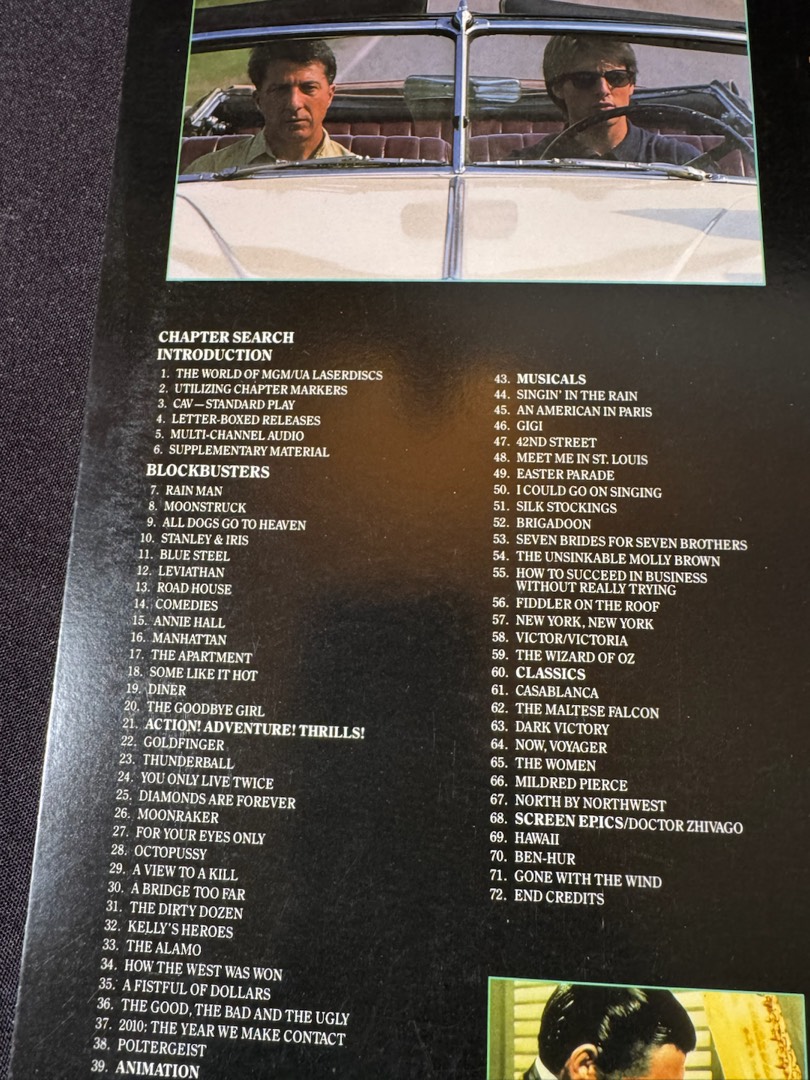 CHAPTER SEARCH
INTRODUCTION
1. THE WORLD OF MGM/UA LASERDISCS
2. UTILIZING CHAPTER MARKERS
3. CAV—STANDARD PLAY
4. LETTER-BOXED RELEASES
5. MULTI-CHANNEL AUDIO
6. SUPPLEMENTARY MATERIAL
BLOCKBUSTERS
7. RAIN MAN
8. MOONSTRUCK
9. ALL DOGS GO TO HEAVEN
10. STANLEY & IRIS
11. BLUE STEEL
12. LEVIATHAN
13. ROAD HOUSE
14. COMEDIES
15. ANNIE HALL
16. MANHATTAN
17. THE APARTMENT
18. SOME LIKE IT HOT
19. DINER
20. THE GOODBYE GIRL
21. ACTION! ADVENTURE! THRILLS!
22. GOLDFINGER
23. THUNDERBALL
24. YOU ONLY LIVE TWICE
25. DIAMONDS ARE FOREVER
26. MOONRAKER
27. FOR YOUR EYES ONLY
28. OCTOPUSSY
29. A VIEW TO A KILL
30. A BRIDGE TOO FAR
31. THE DIRTY DOZEN
32. KELLY'S HEROES
33. THE ALAMO
34. HOW THE WEST WAS WON
35. A FISTFUL OF DOLLARS
36. THE GOOD, THE BAD AND THE UGLY
37. 2010: THE YEAR WE MAKE CONTACT
38. POLTERGEIST
39. ANIMATION
43. MUSICALS
44. SINGIN' IN THE RAIN
45. AN AMERICAN IN PARIS
46. GIGI
47. 42ND STREET
48. MEET ME IN ST. LOUIS
49. EASTER PARADE
50. I COULD GO ON SINGING
51. SILK STOCKINGS
52. BRIGADOON
53. SEVEN BRIDES FOR SEVEN BROTHERS
54. THE UNSINKABLE MOLLY BROWN
55. HOW TO SUCCEED IN BUSINESS
WITHOUT REALLY TRYING
56. FIDDLER ON THE ROOF
57. NEW YORK, NEW YORK
58. VICTOR/VICTORIA
59. THE WIZARD OF OZ
60. CLASSICS
61. CASABLANCA
62. THE MALTESE FALCON
63. DARK VICTORY
64. NOW, VOYAGER
65. THE WOMEN
66. MILDRED PIERCE
67. NORTH BY NORTHWEST
68. SCREEN EPICS/DOCTOR ZHIVAGO
69. HAWAII
70. BEN-HUR
71. GONE WITH THE WIND
72. END CREDITS